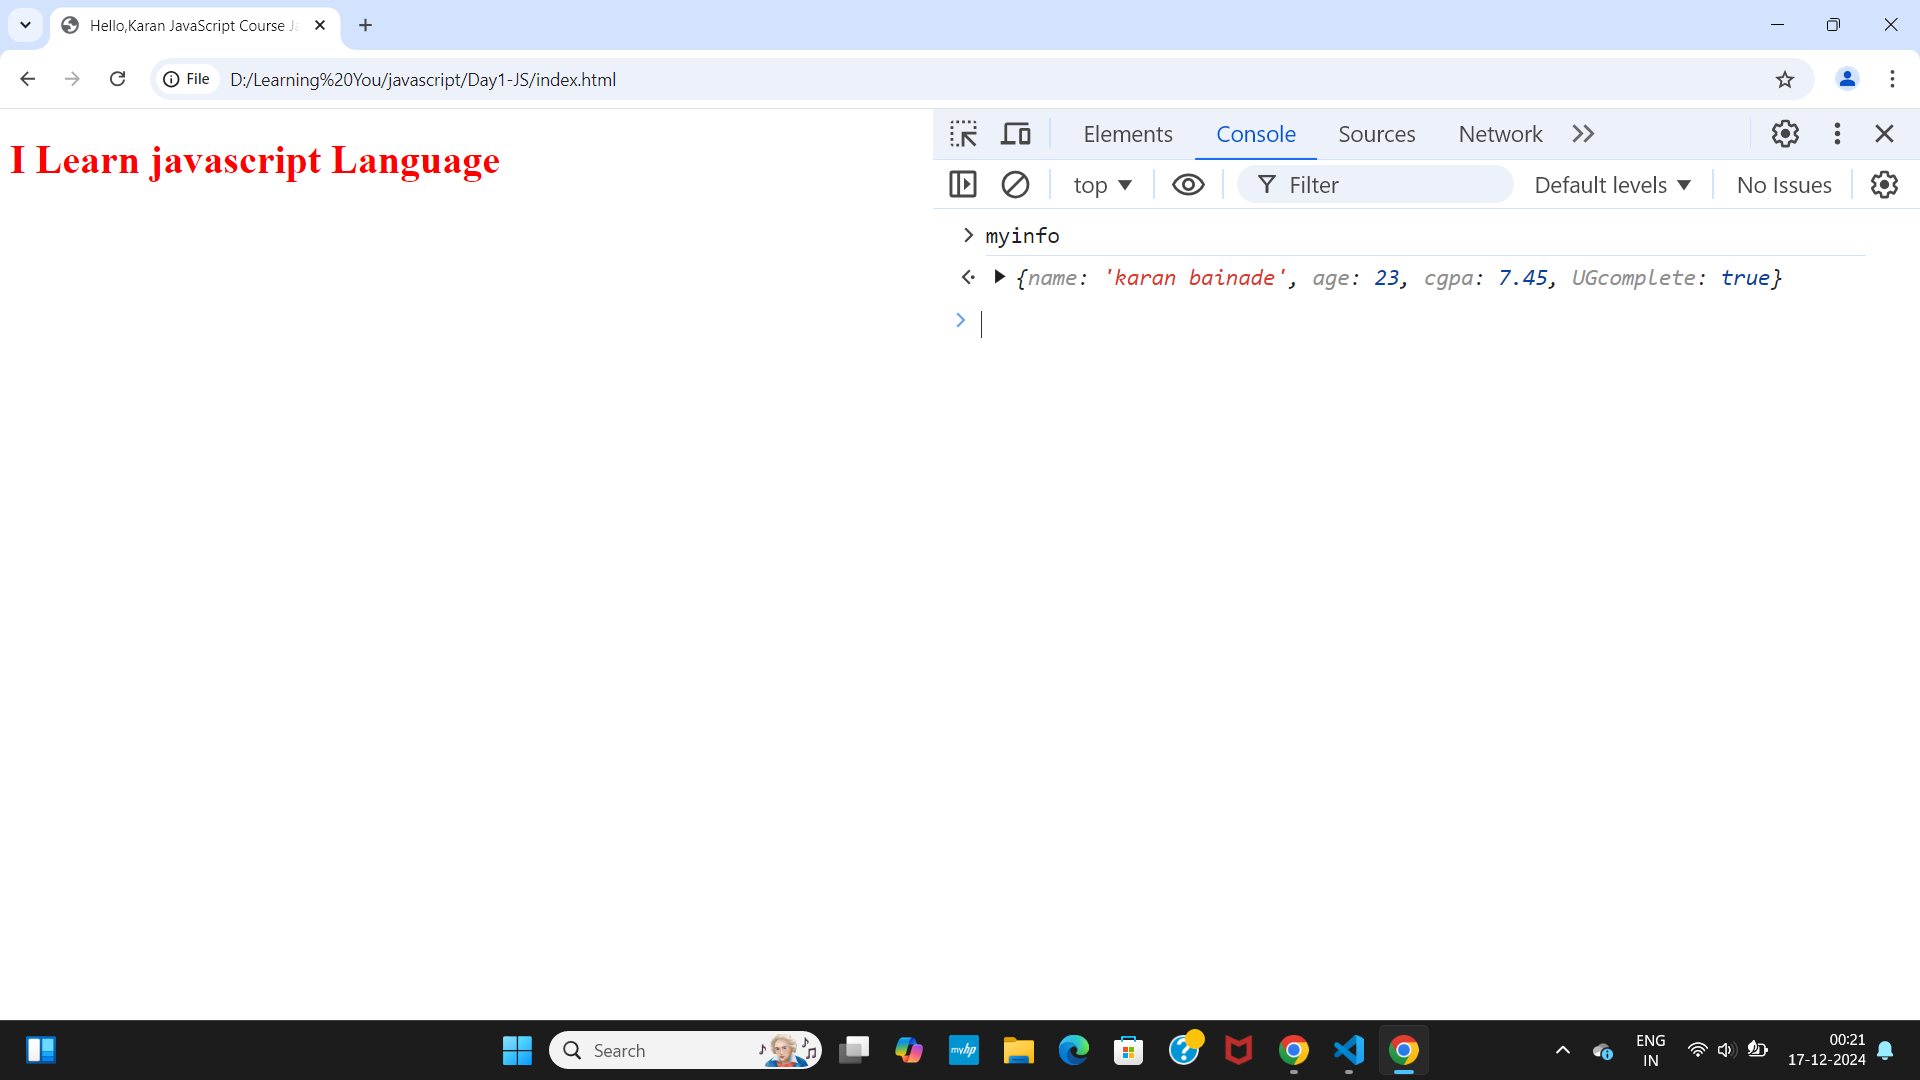 Hello,Karan JavaScript Course Ja
File
D:/Learning%20You/javascript/Day1-JS/index.html
I Learn javascript Language
Elements Console Sources Network
top Filter Default levels No Issues
myinfo
{name: 'karan bainade', age: 23, cgpa: 7.45, UGcomplete: true}
Search
myhp
ENG
IN
00:21
17-12-2024